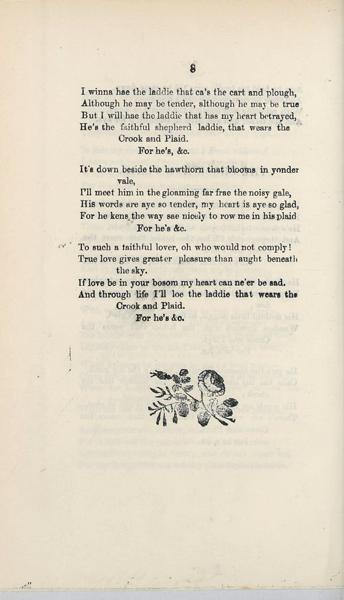 8
I winna hae the laddie that ca's the cart and plough,
Although he may be tender, although he may be true
But I will hae the laddie that has my heart betrayed,
He's the faithful shepherd laddie, that wears the
Crook and Plaid.
For he's, &c.
It's down beside the hawthorn that blooms in yonder
vale,
I'll meet him in the gloaming far frae the noisy gale,
His words are aye so tender, my heart is aye so glad,
For he kens the way sae nicely to row me in his plaid
For he's &c.
To such a faithful lover, oh who would not comply!
True love gives greater pleasure than aught beneath
the sky.
If love be in your bosom my heart can ne'er be sad.
And through life I'll loe the laddie that wears the
Crook and Plaid.
For he's &c.